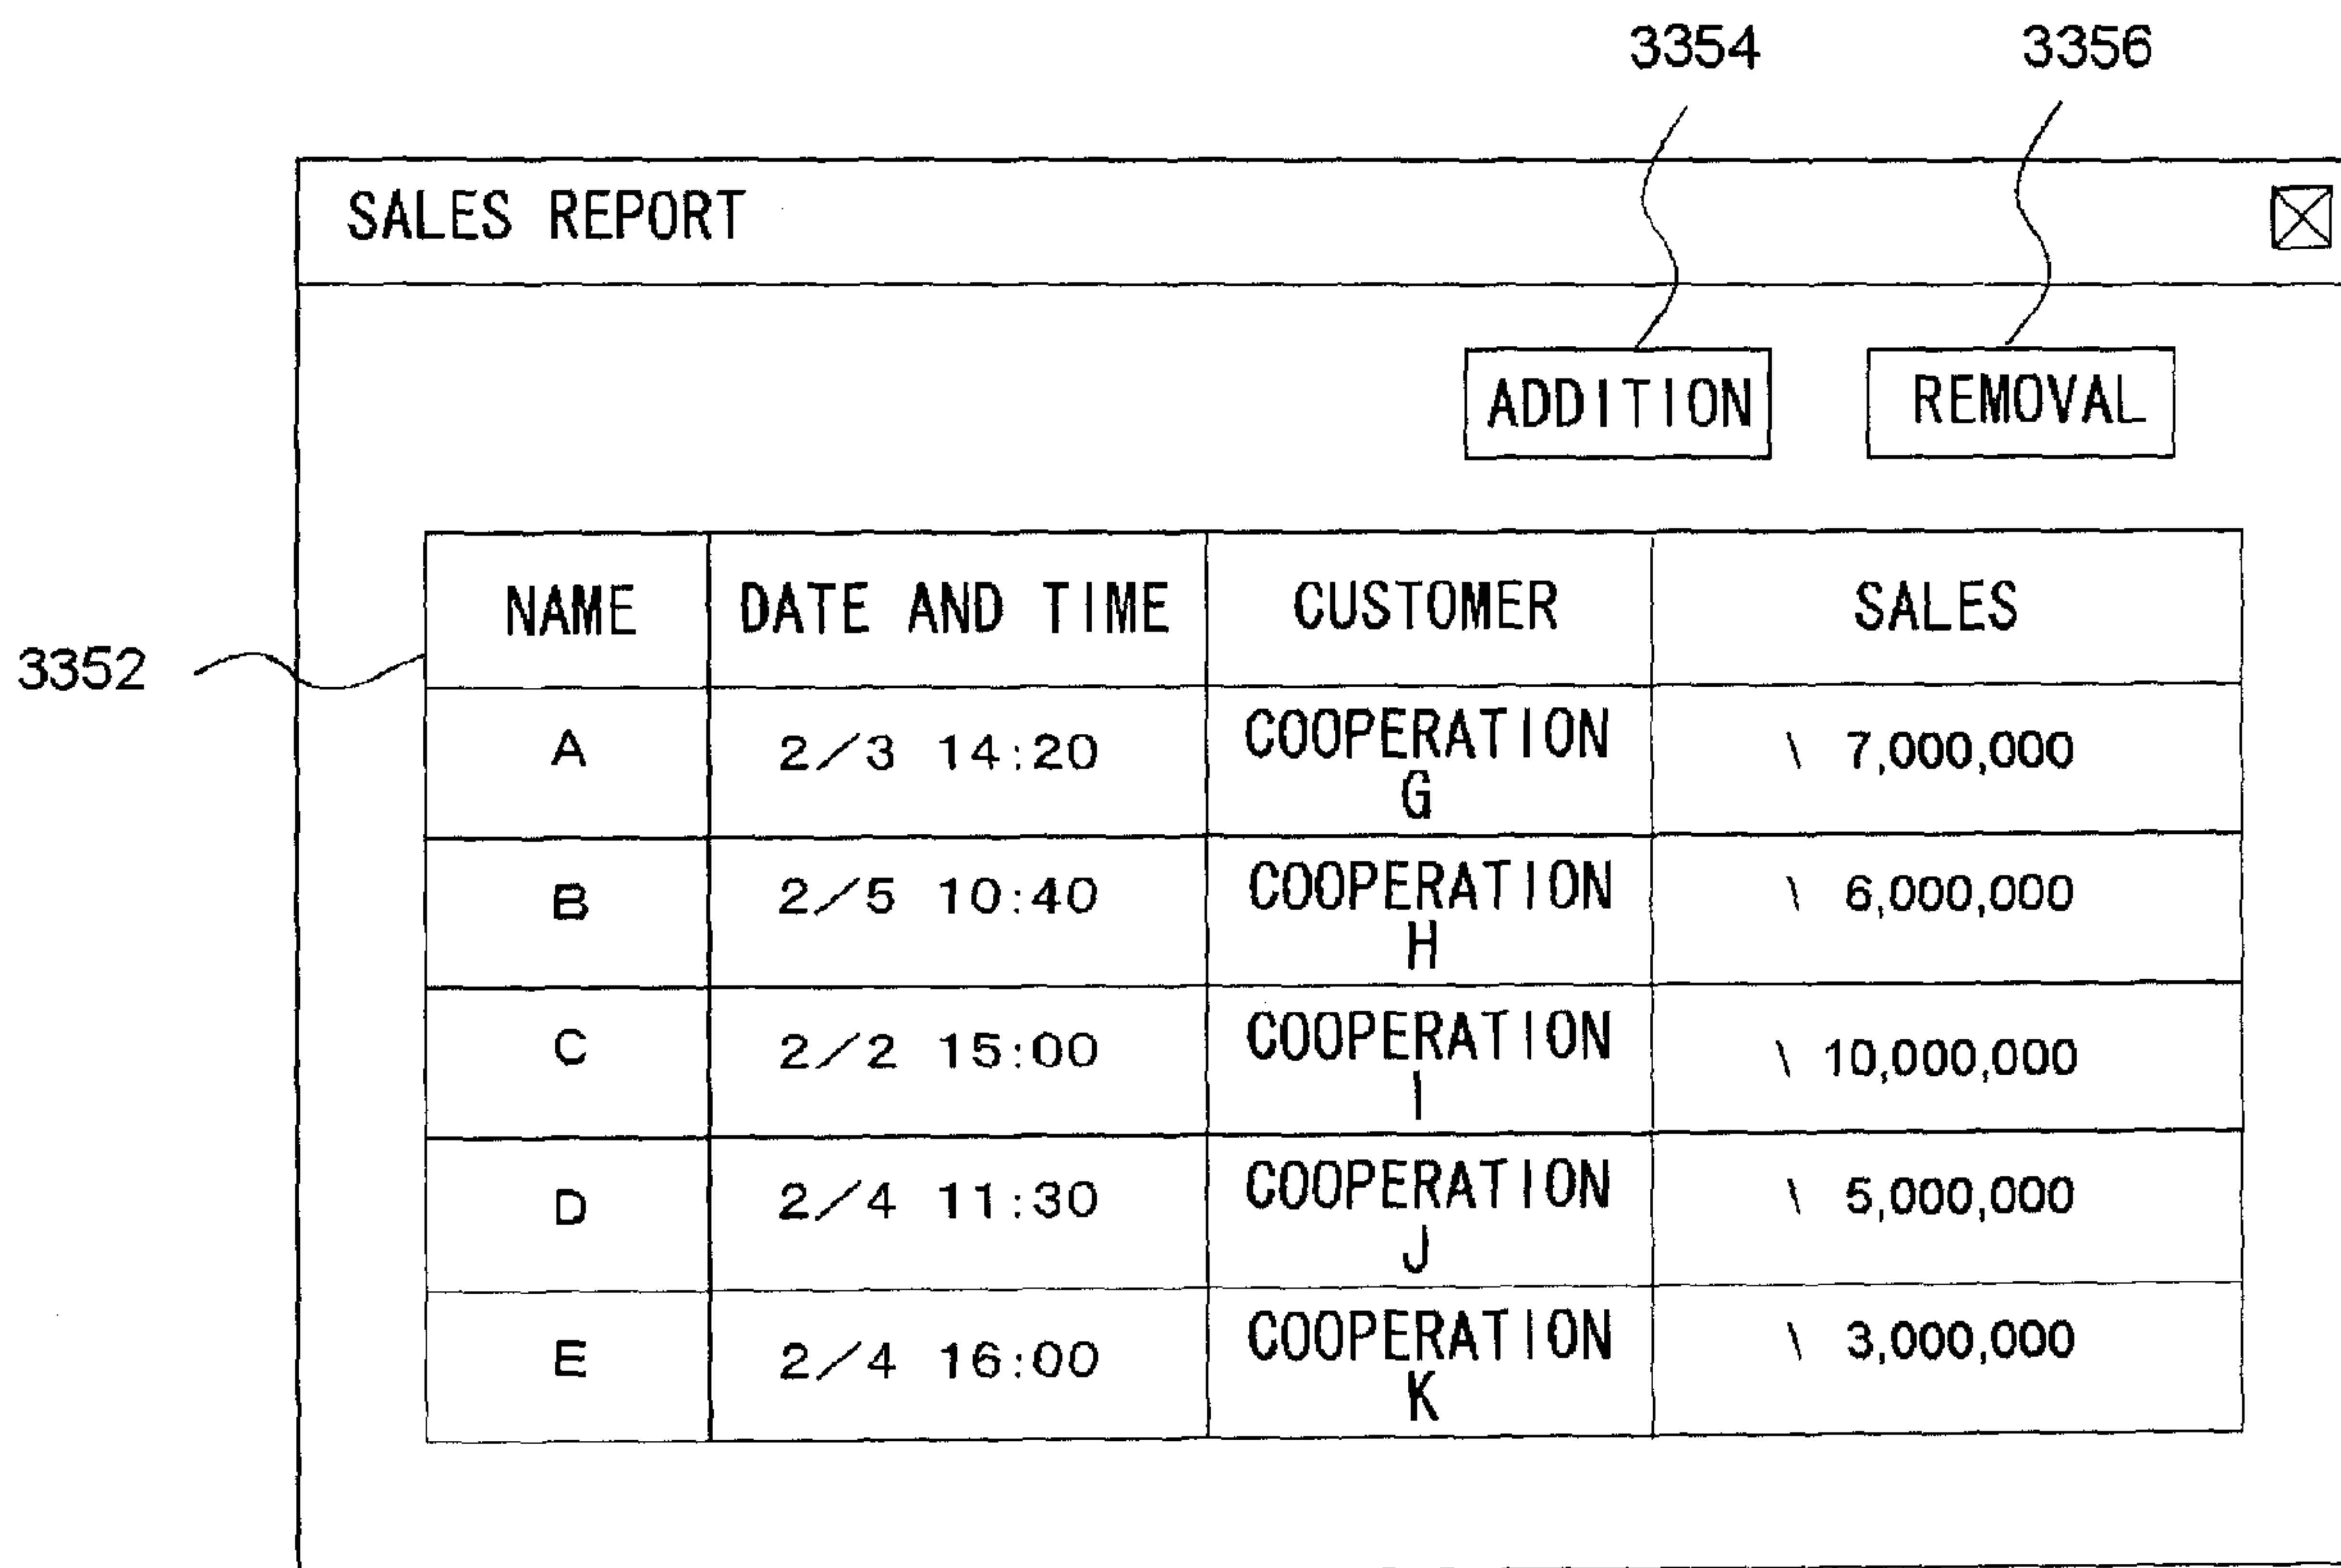 3354 3356
SALES REPORT
ADDITION REMOVAL
NAME DATE AND TIME CUSTOMER SALES
3352
A 2/3 14:20 COOPERATION G \ 7,000,000
B 2/5 10:40 COOPERATION H \ 6,000,000
C 2/2 15:00 COOPERATION I \ 10,000,000
D 2/4 11:30 COOPERATION J \ 5,000,000
E 2/4 16:00 COOPERATION K \ 3,000,000